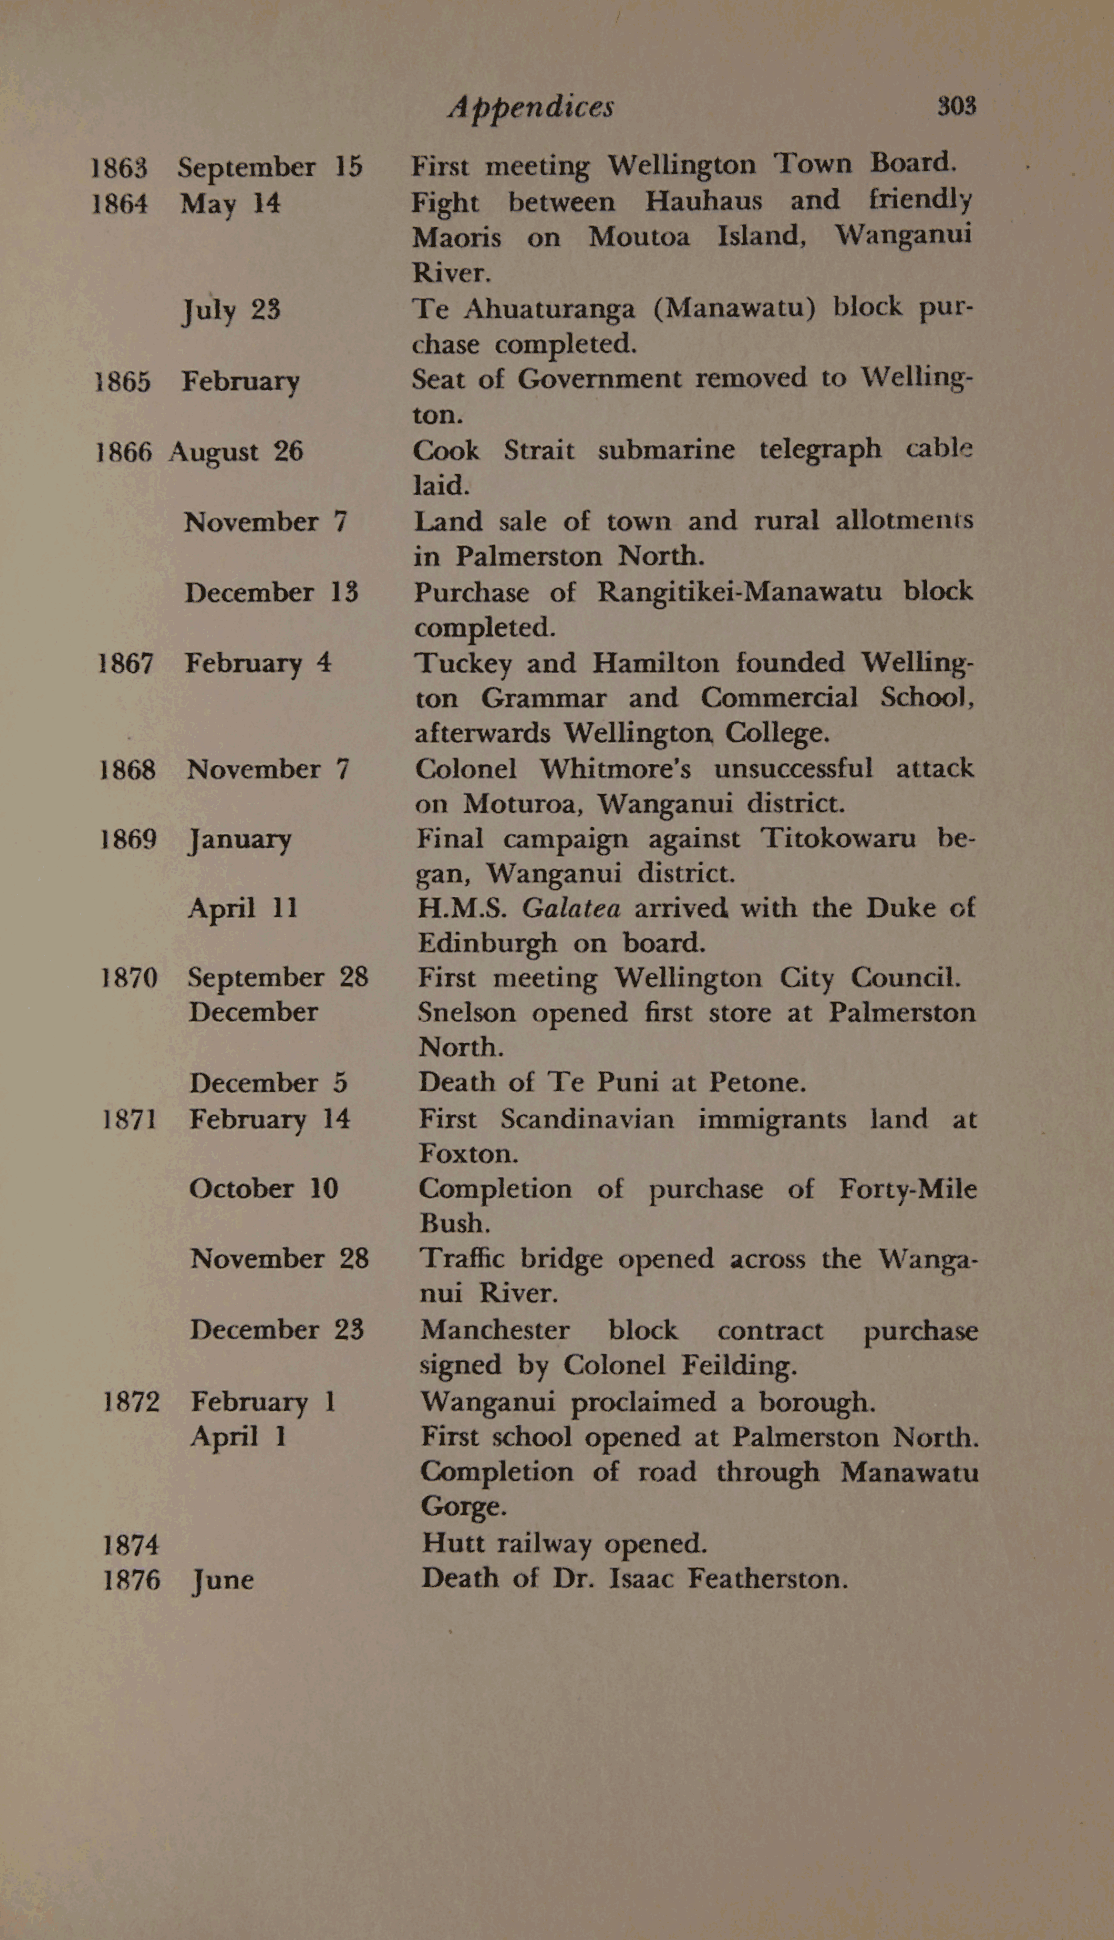 Appendices 303
1863 September 15 First meeting Wellington Town Board.
1864 May 14 Fight between Hauhaus and friendly
Maoris on Moutoa Island, Wanganui
River.
July 23 Te Ahuaturanga (Manawatu) block pur-
chase completed.
1865 February Seat of Government removed to Welling-
ton.
1866 August 26 Cook Strait submarine telegraph cable
laid.
November 7 Land sale of town and rural allotments
in Palmerston North.
December 13 Purchase of Rangitikei-Manawatu block
completed.
1867 February 4 Tuckey and Hamilton founded Welling-
ton Grammar and Commercial School,
afterwards Wellington College.
1868 November 7 Colonel Whitmore's unsuccessful attack
on Moturoa, Wanganui district.
1869 January Final campaign against Titokowaru be-
gan, Wanganui district.
April 11 H.M.S. Galatea arrived with the Duke of
Edinburgh on board.
1870 September 28 First meeting Wellington City Council.
December Snelson opened first store at Palmerston
North.
December 5 Death of Te Puni at Petone.
1871 February 14 First Scandinavian immigrants land at
Foxton.
October 10 Completion of purchase of Forty-Mile
Bush.
November 28 Traffic bridge opened across the Wanga-
nui River.
December 23 Manchester block contract purchase
signed by Colonel Feilding.
1872 February 1 Wanganui proclaimed a borough.
April 1 First school opened at Palmerston North.
Completion of road through Manawatu
Gorge.
1874 Hutt railway opened.
1876 June Death of Dr. Isaac Featherston.